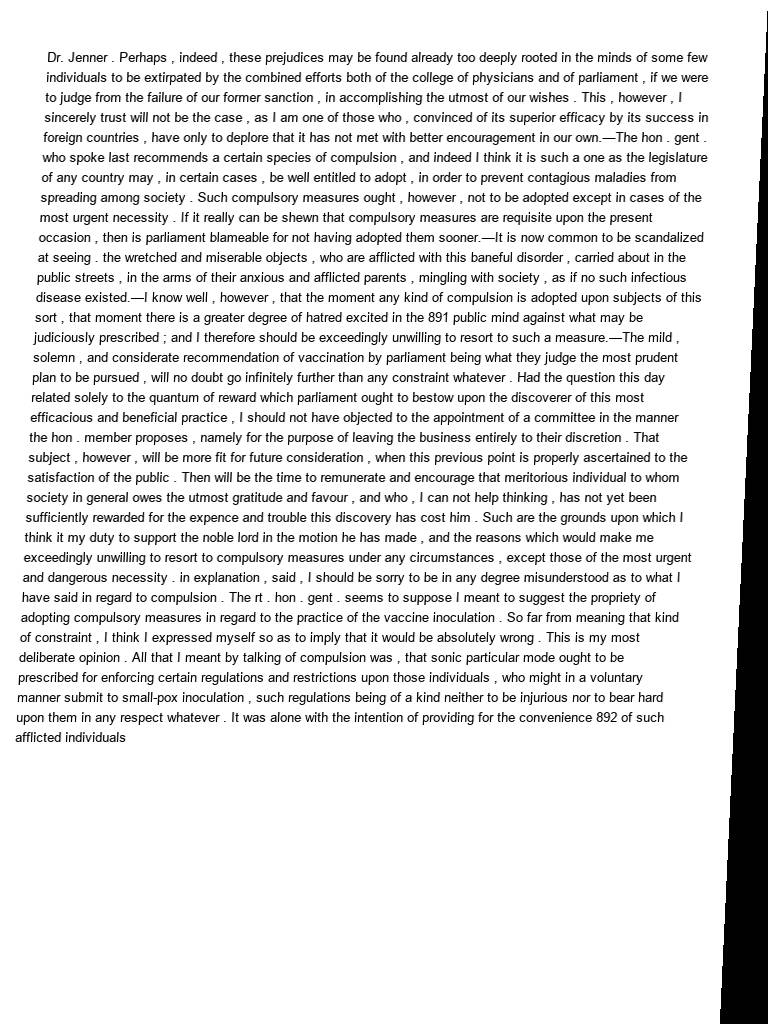 Dr. Jenner . Perhaps , indeed , these prejudices may be found already too deeply rooted in the minds of some few
individuals to be extirpated by the combined efforts both of the college of physicians and of parliament , if we were
to judge from the failure of our former sanction , in accomplishing the utmost of our wishes . This , however , I
sincerely trust will not be the case , as I am one of those who , convinced of its superior efficacy by its success in
foreign countries , have only to deplore that it has not met with better encouragement in our own.—The hon . gent .
who spoke last recommends a certain species of compulsion , and indeed I think it is such a one as the legislature
of any country may , in certain cases , be well entitled to adopt , in order to prevent contagious maladies from
spreading among society . Such compulsory measures ought , however , not to be adopted except in cases of the
most urgent necessity . If it really can be shewn that compulsory measures are requisite upon the present
occasion , then is parliament blameable for not having adopted them sooner.—It is now common to be scandalized
at seeing . the wretched and miserable objects , who are afflicted with this baneful disorder , carried about in the
public streets , in the arms of their anxious and afflicted parents , mingling with society , as if no such infectious
disease existed.—I know well , however , that the moment any kind of compulsion is adopted upon subjects of this
sort , that moment there is a greater degree of hatred excited in the 891 public mind against what may be
judiciously prescribed ; and I therefore should be exceedingly unwilling to resort to such a measure.—The mild ,
solemn , and considerate recommendation of vaccination by parliament being what they judge the most prudent
plan to be pursued , will no doubt go infinitely further than any constraint whatever . Had the question this day
related solely to the quantum of reward which parliament ought to bestow upon the discoverer of this most
efficacious and beneficial practice , I should not have objected to the appointment of a committee in the manner
the hon . member proposes , namely for the purpose of leaving the business entirely to their discretion . That
subject , however , will be more fit for future consideration , when this previous point is properly ascertained to the
satisfaction of the public . Then will be the time to remunerate and encourage that meritorious individual to whom
society in general owes the utmost gratitude and favour , and who , I can not help thinking , has not yet been
sufficiently rewarded for the expence and trouble this discovery has cost him . Such are the grounds upon which I
think it my duty to support the noble lord in the motion he has made , and the reasons which would make me
exceedingly unwilling to resort to compulsory measures under any circumstances , except those of the most urgent
and dangerous necessity . in explanation , said , I should be sorry to be in any degree misunderstood as to what I
have said in regard to compulsion . The rt . hon . gent . seems to suppose I meant to suggest the propriety of
adopting compulsory measures in regard to the practice of the vaccine inoculation . So far from meaning that kind
of constraint , I think I expressed myself so as to imply that it would be absolutely wrong . This is my most
deliberate opinion . All that I meant by talking of compulsion was , that sonic particular mode ought to be
prescribed for enforcing certain regulations and restrictions upon those individuals , who might in a voluntary
manner submit to small-pox inoculation , such regulations being of a kind neither to be injurious nor to bear hard
upon them in any respect whatever . It was alone with the intention of providing for the convenience 892 of such
afflicted individuals